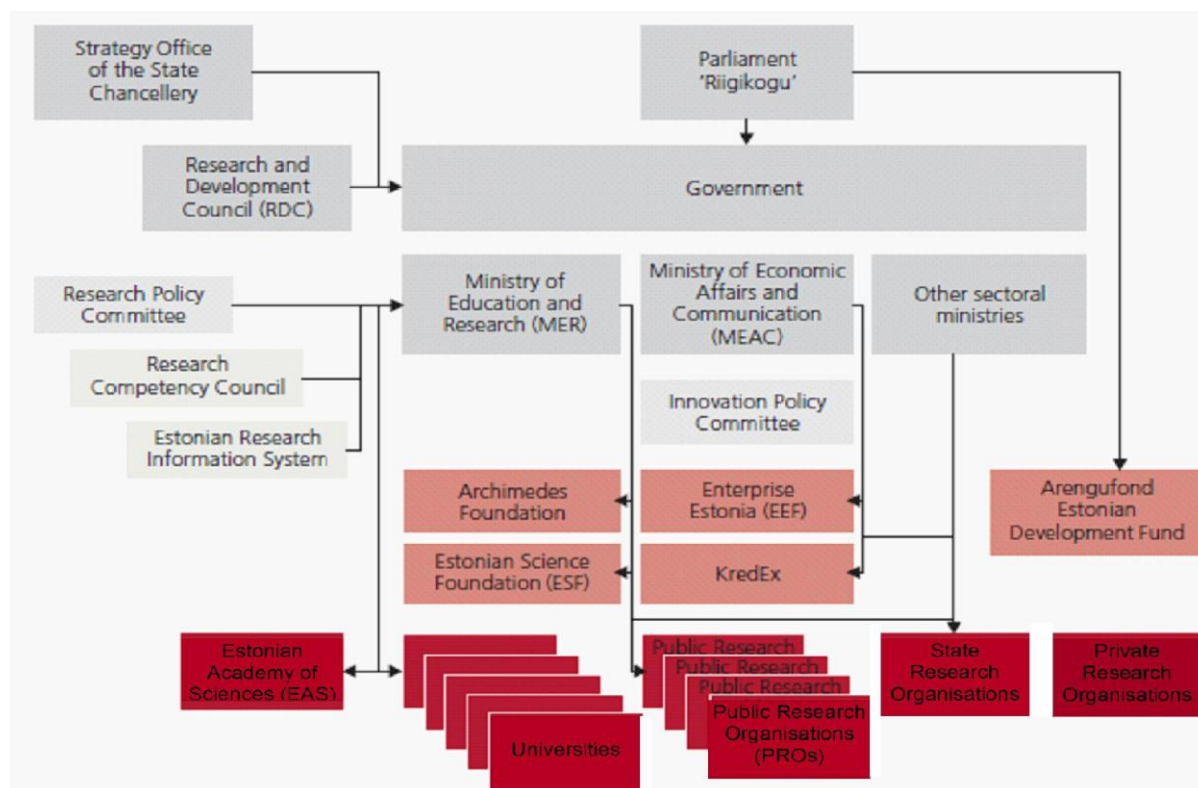 Strategy Office
of the State
Chancellery
Parliament
'Riigikogu'
Research and
Development
Council (RDC)
Government
Research Policy
Committee
Ministry of
Education and
Research (MER)
Ministry of Economic
Affairs and
Communication
(MEAC)
Other sectoral
ministries
Research
Competency Council
Innovation Policy
Committee
Estonian Research
Information System
Archimedes
Foundation
Enterprise
Estonia (EEF)
Arengufond
Estonian
Development Fund
Estonian Science
Foundation (ESF)
KredEx
Estonian
Academy of
Sciences (EAS)
Universities
Public Research
Public Research
Public Research
Public Research
Organisations
(PROs)
State
Research
Organisations
Private
Research
Organisations